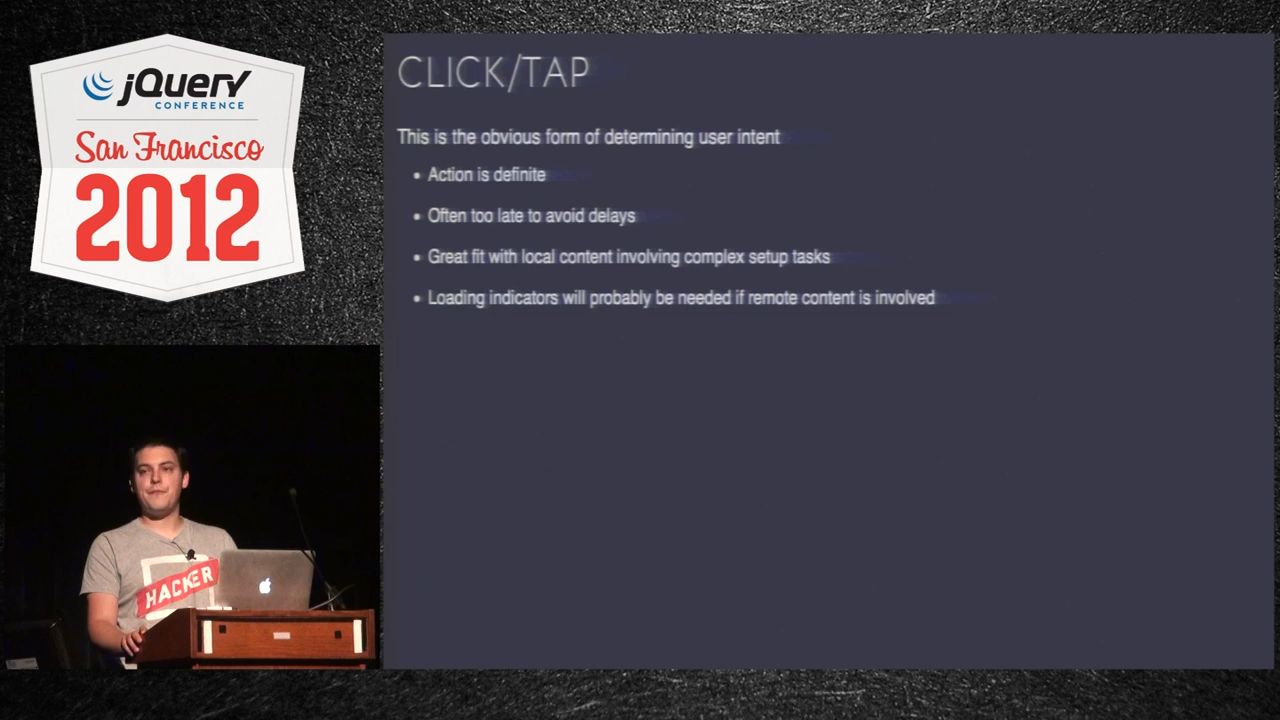 jQuery
CONFERENCE
San Francisco
2012
CLICK/TAP
This is the obvious form of determining user intent
• Action is definite
• Often too late to avoid delays
• Great fit with local content involving complex setup tasks
• Loading indicators will probably be needed if remote content is involved
HACKER